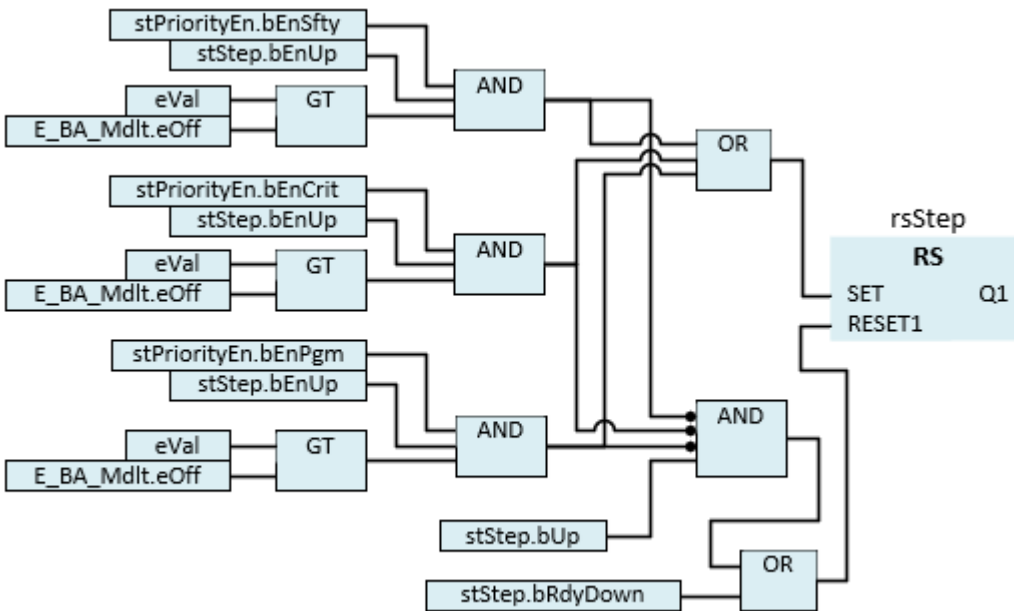 stPriorityEn.bEnSfty
stStep.bEnUp
eVal
E_BA_Mdlt.eOff
GT
AND
OR
stPriorityEn.bEnCrit
stStep.bEnUp
eVal
E_BA_Mdlt.eOff
GT
AND
rsStep
RS
SET Q1
RESET1
stPriorityEn.bEnPgm
stStep.bEnUp
eVal
E_BA_Mdlt.eOff
GT
AND
AND
stStep.bUp
stStep.bRdyDown
OR